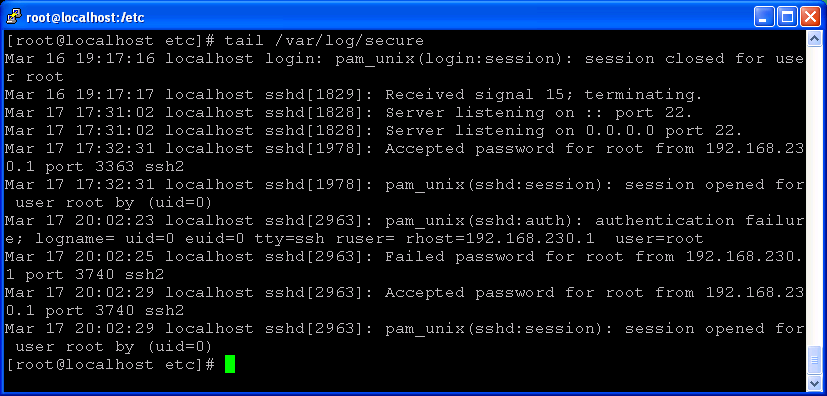 root@localhost:/etc
[root@localhost etc]# tail /var/log/secure
Mar 16 19:17:16 localhost login: pam_unix(login:session): session closed for use
r root
Mar 16 19:17:17 localhost sshd[1829]: Received signal 15; terminating.
Mar 17 17:31:02 localhost sshd[1828]: Server listening on :: port 22.
Mar 17 17:31:02 localhost sshd[1828]: Server listening on 0.0.0.0 port 22.
Mar 17 17:32:31 localhost sshd[1978]: Accepted password for root from 192.168.23
0.1 port 3363 ssh2
Mar 17 17:32:31 localhost sshd[1978]: pam_unix(sshd:session): session opened for
 user root by (uid=0)
Mar 17 20:02:23 localhost sshd[2963]: pam_unix(sshd:auth): authentication failur
e; logname= uid=0 euid=0 tty=ssh ruser= rhost=192.168.230.1  user=root
Mar 17 20:02:25 localhost sshd[2963]: Failed password for root from 192.168.230.
1 port 3740 ssh2
Mar 17 20:02:29 localhost sshd[2963]: Accepted password for root from 192.168.23
0.1 port 3740 ssh2
Mar 17 20:02:29 localhost sshd[2963]: pam_unix(sshd:session): session opened for
 user root by (uid=0)
[root@localhost etc]#